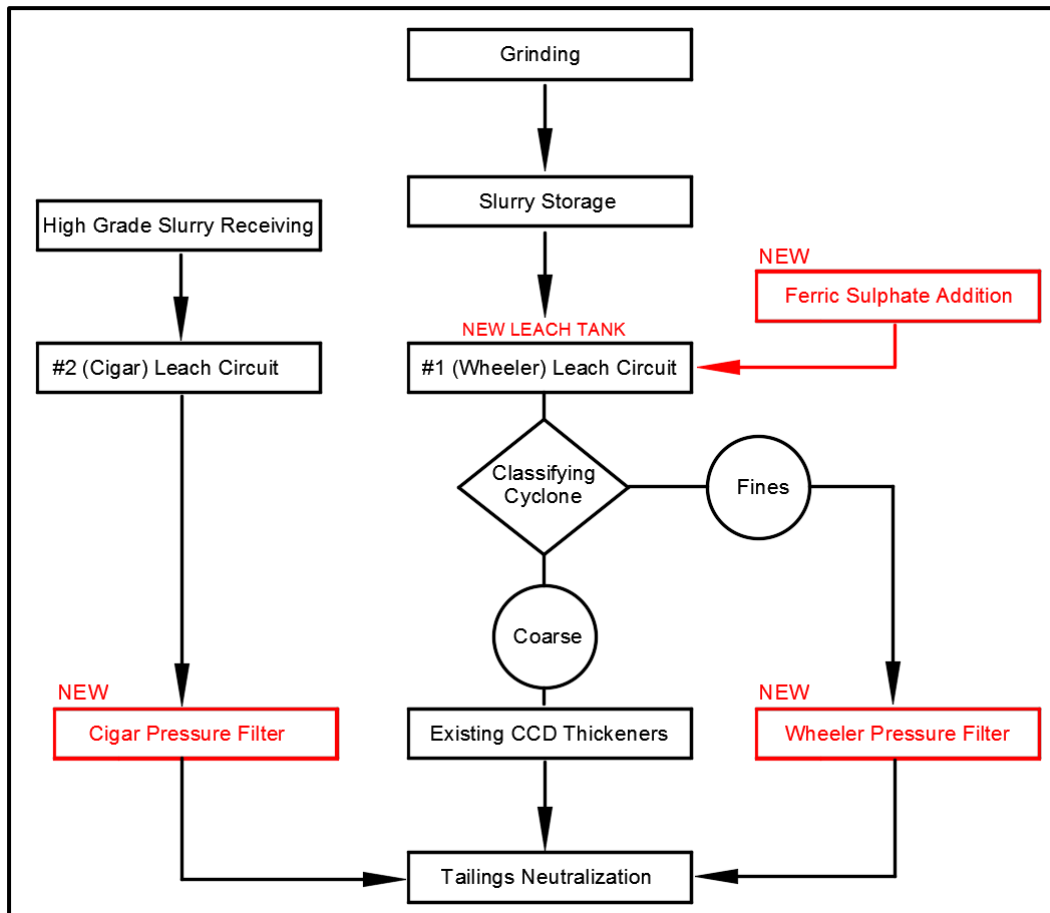 Grinding
Slurry Storage
High Grade Slurry Receiving
NEW
Ferric Sulphate Addition
NEW LEACH TANK
#2 (Cigar) Leach Circuit
#1 (Wheeler) Leach Circuit
Classifying
Cyclone
Fines
Coarse
NEW
Cigar Pressure Filter
Existing CCD Thickeners
NEW
Wheeler Pressure Filter
Tailings Neutralization